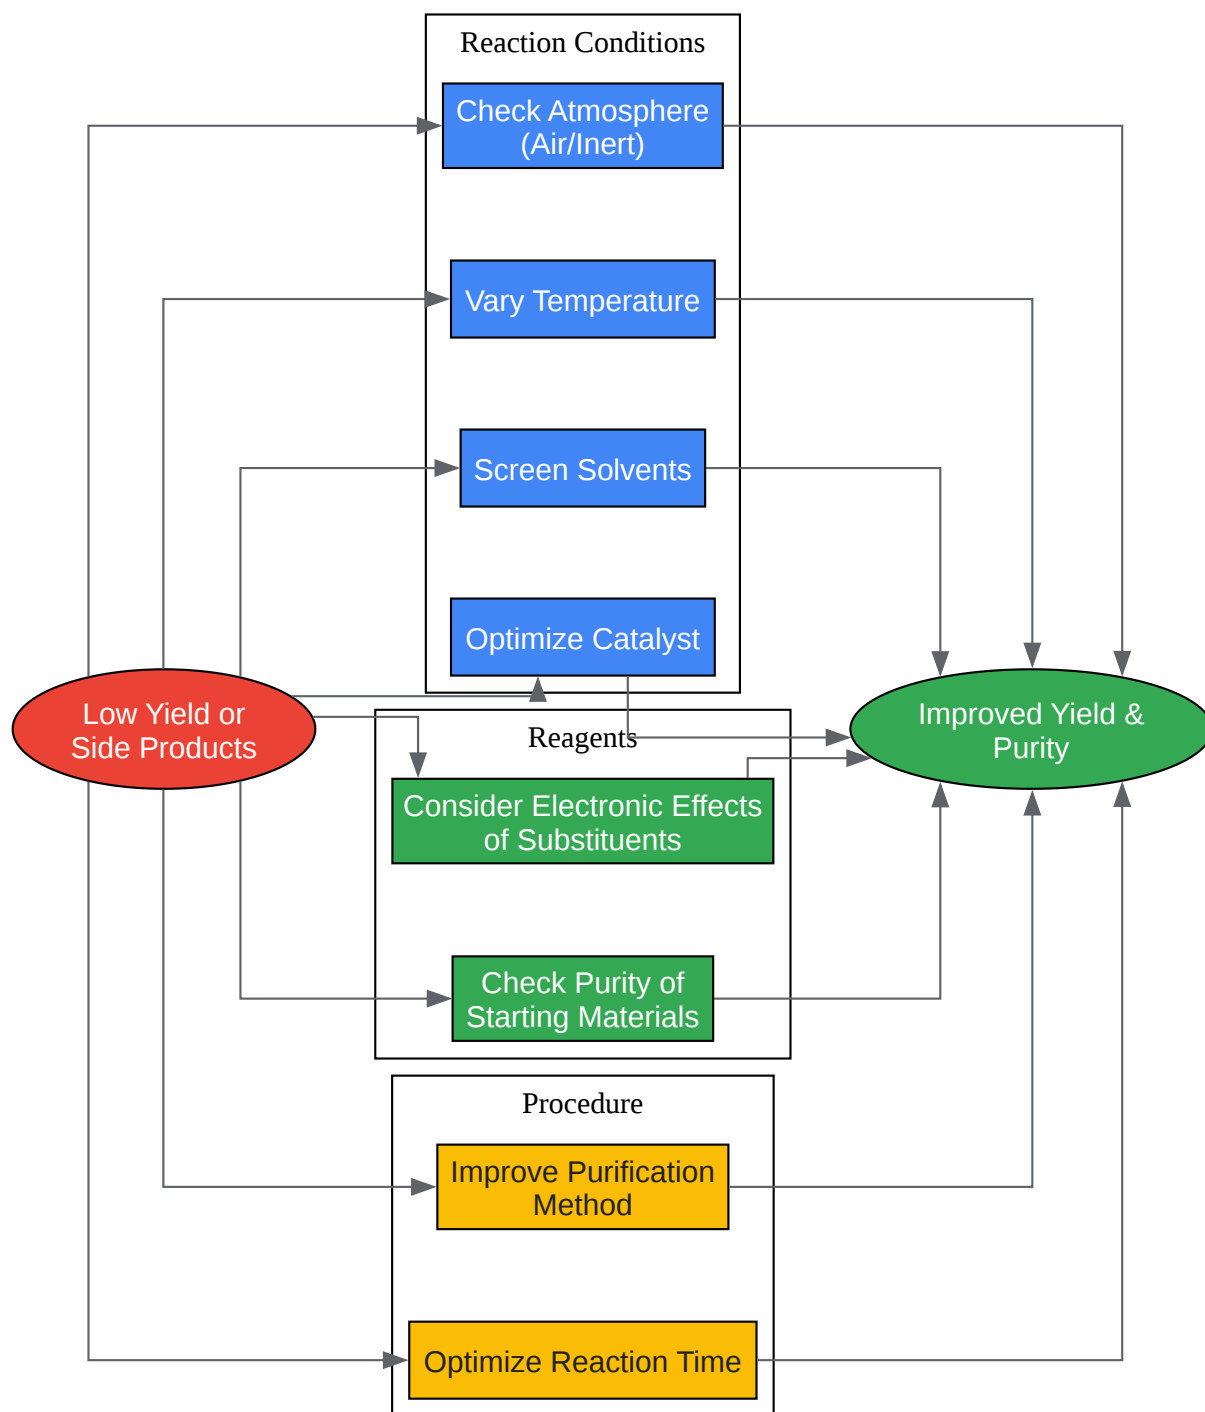 Reaction Conditions
Check Atmosphere
(Air/Inert)
Vary Temperature
Screen Solvents
Optimize Catalyst
Low Yield or
Side Products
Improved Yield &
Purity
Reagents
Consider Electronic Effects
of Substituents
Check Purity of
Starting Materials
Procedure
Improve Purification
Method
Optimize Reaction Time